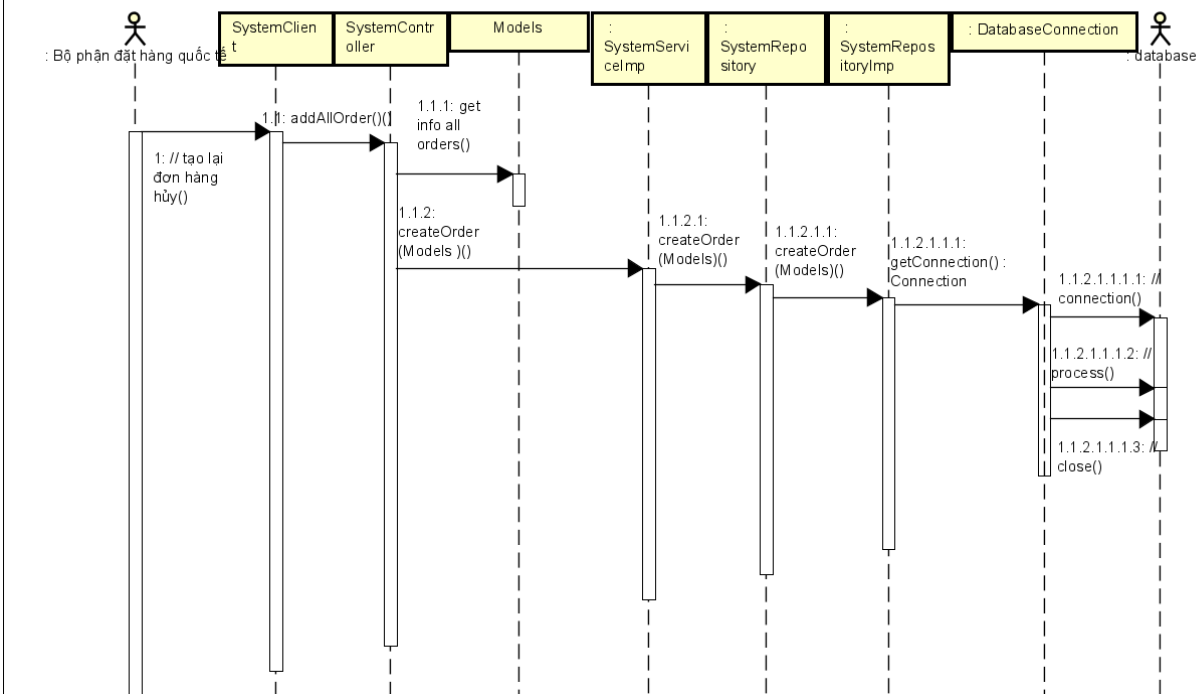 SystemClien
t
SystemContr
oller
Models
:
SystemServi
ceImp
:
SystemRepo
sitory
:
SystemRepos
itoryImp
: DatabaseConnection
: Bộ phận đặt hàng quốc tế
: database
1: // tạo lại
đơn hàng
hủy()
1.1: addAllOrder()()
1.1.1: get
info all
orders()
1.1.2:
createOrder
(Models )()
1.1.2.1:
createOrder
(Models)()
1.1.2.1.1:
createOrder
(Models)()
1.1.2.1.1.1:
getConnection() :
Connection
1.1.2.1.1.1.1: //
connection()
1.1.2.1.1.1.2: //
process()
1.1.2.1.1.1.3: //
close()